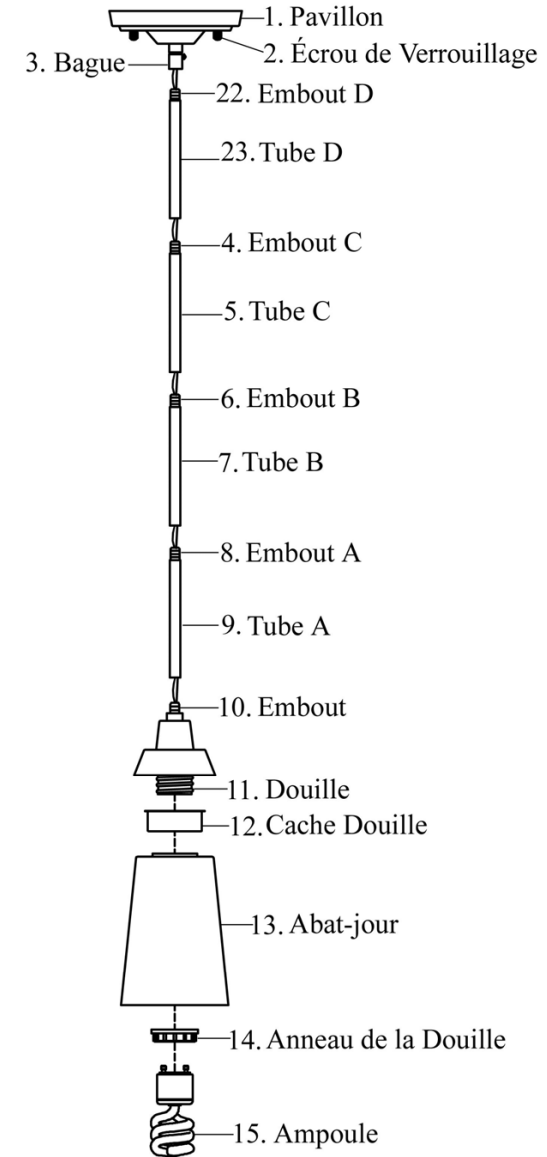 1. Pavillon
2. Écrou de Verrouillage
3. Bague
22. Embout D
23. Tube D
4. Embout C
5. Tube C
6. Embout B
7. Tube B
8. Embout A
9. Tube A
10. Embout
11. Douille
12. Cache Douille
13. Abat-jour
14. Anneau de la Douille
15. Ampoule